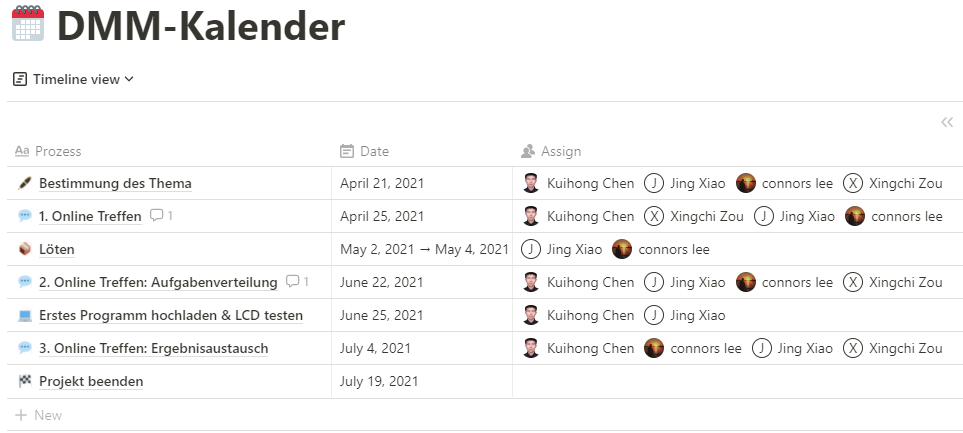 DMM-Kalender
Timeline view
Aa Prozess Date Assign
Bestimmung des Thema April 21, 2021 Kuihong Chen J Jing Xiao connors lee X Xingchi Zou
1. Online Treffen 1 April 25, 2021 Kuihong Chen X Xingchi Zou J Jing Xiao connors lee
Löten May 2, 2021 → May 4, 2021 J Jing Xiao connors lee
2. Online Treffen: Aufgabenverteilung 1 June 22, 2021 Kuihong Chen J Jing Xiao connors lee X Xingchi Zou
Erstes Programm hochladen & LCD testen June 25, 2021 Kuihong Chen J Jing Xiao
3. Online Treffen: Ergebnisaustausch July 4, 2021 Kuihong Chen connors lee J Jing Xiao X Xingchi Zou
Projekt beenden July 19, 2021
+ New